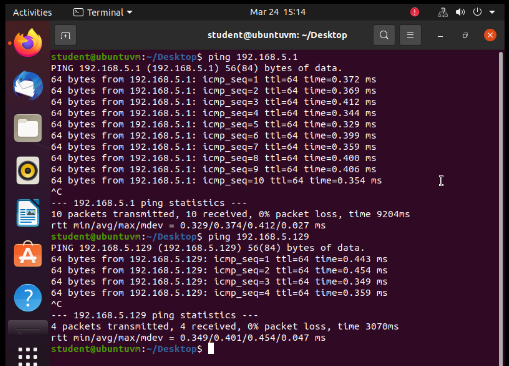 Activities Terminal Mar 24 15:14
student@ubuntuvm: ~/Desktop
student@ubuntuvm:~/Desktop$ ping 192.168.5.1
PING 192.168.5.1 (192.168.5.1) 56(84) bytes of data.
64 bytes from 192.168.5.1: icmp_seq=1 ttl=64 time=0.372 ms
64 bytes from 192.168.5.1: icmp_seq=2 ttl=64 time=0.369 ms
64 bytes from 192.168.5.1: icmp_seq=3 ttl=64 time=0.412 ms
64 bytes from 192.168.5.1: icmp_seq=4 ttl=64 time=0.344 ms
64 bytes from 192.168.5.1: icmp_seq=5 ttl=64 time=0.329 ms
64 bytes from 192.168.5.1: icmp_seq=6 ttl=64 time=0.399 ms
64 bytes from 192.168.5.1: icmp_seq=7 ttl=64 time=0.359 ms
64 bytes from 192.168.5.1: icmp_seq=8 ttl=64 time=0.400 ms
64 bytes from 192.168.5.1: icmp_seq=9 ttl=64 time=0.406 ms
64 bytes from 192.168.5.1: icmp_seq=10 ttl=64 time=0.354 ms
^C
--- 192.168.5.1 ping statistics ---
10 packets transmitted, 10 received, 0% packet loss, time 9204ms
rtt min/avg/max/mdev = 0.329/0.374/0.412/0.027 ms
student@ubuntuvm:~/Desktop$ ping 192.168.5.129
PING 192.168.5.129 (192.168.5.129) 56(84) bytes of data.
64 bytes from 192.168.5.129: icmp_seq=1 ttl=64 time=0.443 ms
64 bytes from 192.168.5.129: icmp_seq=2 ttl=64 time=0.454 ms
64 bytes from 192.168.5.129: icmp_seq=3 ttl=64 time=0.349 ms
64 bytes from 192.168.5.129: icmp_seq=4 ttl=64 time=0.359 ms
^C
--- 192.168.5.129 ping statistics ---
4 packets transmitted, 4 received, 0% packet loss, time 3070ms
rtt min/avg/max/mdev = 0.349/0.401/0.454/0.047 ms
student@ubuntuvm:~/Desktop$